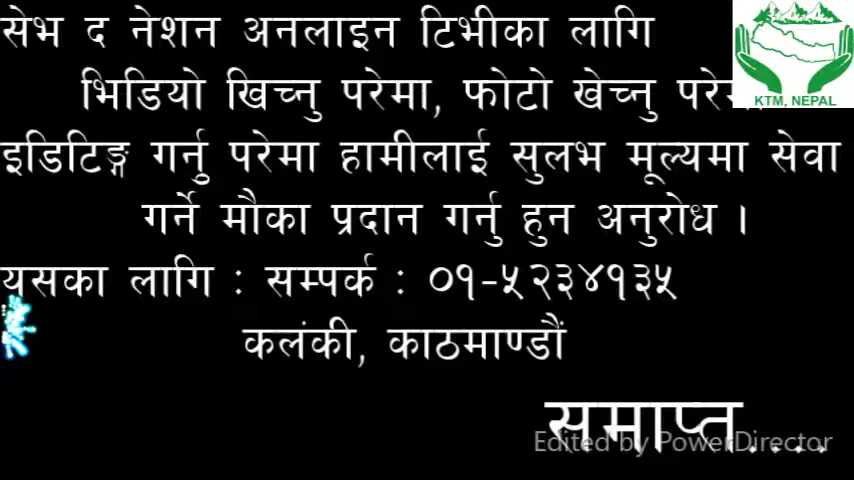 सेभ द नेशन अनलाइन टिभीका लागि
भिडियो खिच्नु परेमा, फोटो खेच्नु
इडिटिङ्ग गर्नु परेमा हामीलाई सुलभ मूल्यमा सेवा
गर्ने मौका प्रदान गर्नु हुन अनुरोध ।
यसका लागि : सम्पर्क : ०१-५२३४१३५
कलंकी, काठमाण्डौं
समाप्त....
KTM, NEPAL
Edited by PowerDirector